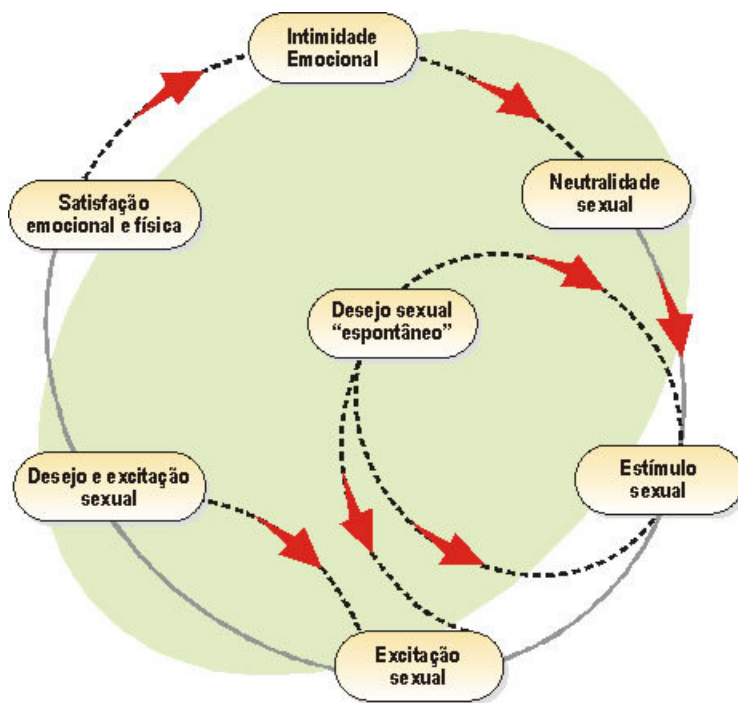 Intimidade
Emocional
Neutralidade
sexual
Satisfação
emocional e física
Desejo sexual
“espontâneo”
Desejo e excitação
sexual
Estímulo
sexual
Excitação
sexual